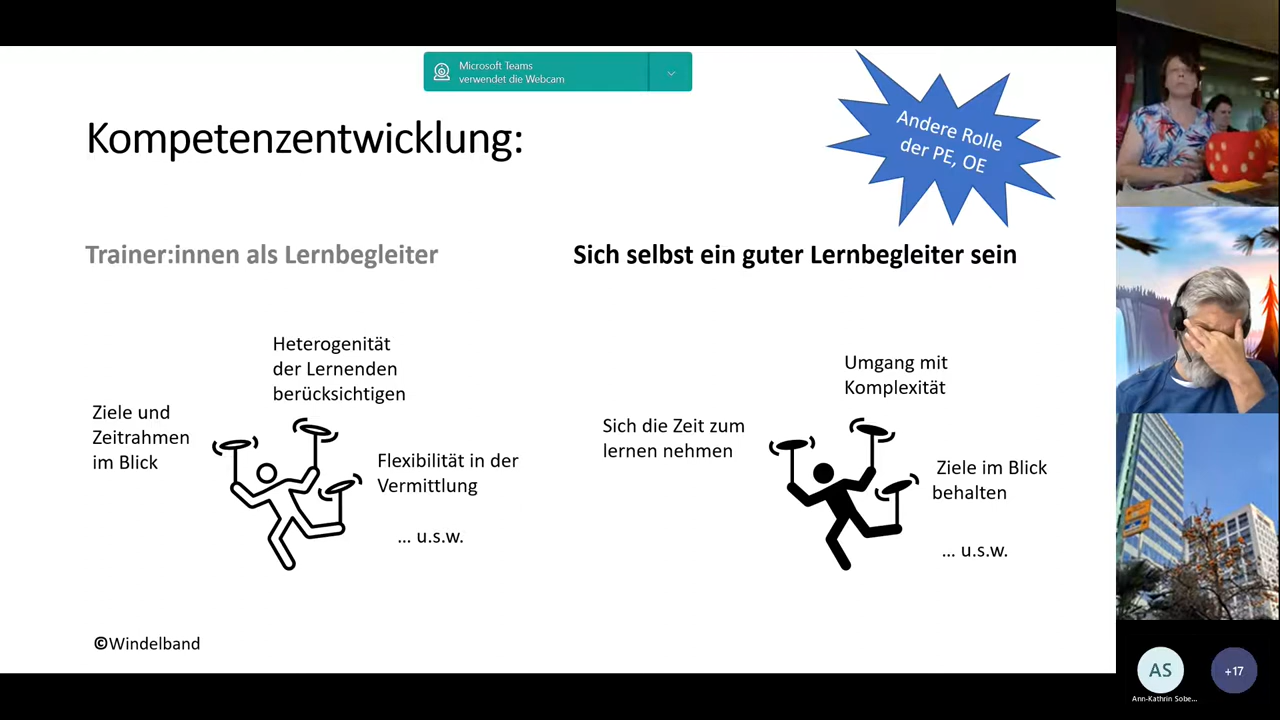 Microsoft Teams
verwendet die Webcam
Kompetenzentwicklung:
Andere Rolle
der PE, OE
Trainer:innen als Lernbegleiter
Heterogenität
der Lernenden
berücksichtigen
Ziele und
Zeitrahmen
im Blick
Flexibilität in der
Vermittlung
... u.s.w.
Sich selbst ein guter Lernbegleiter sein
Umgang mit
Komplexität
Sich die Zeit zum
lernen nehmen
Ziele im Blick
behalten
... u.s.w.
©Windelband
AS
Ann-Kathrin Sobe...
+17